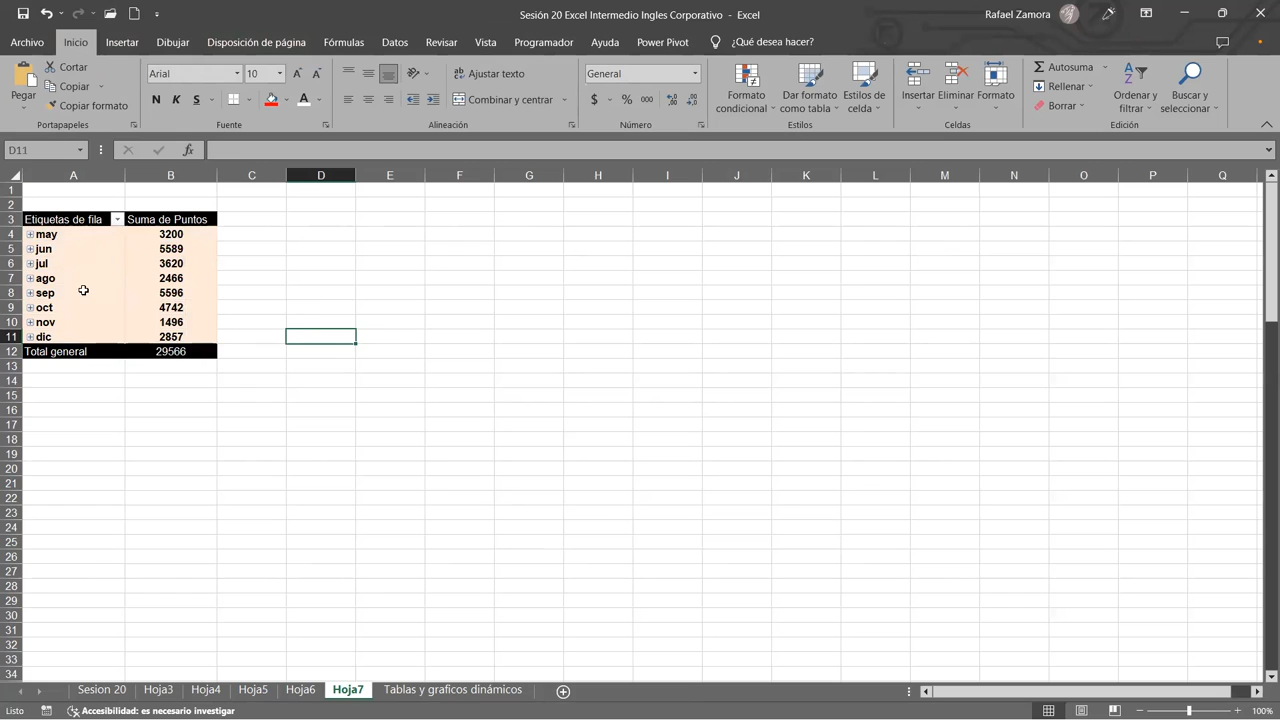 Sesión 20 Excel Intermedio Ingles Corporativo - Excel
Rafael Zamora
Archivo Inicio Insertar Dibujar Disposición de página Fórmulas Datos Revisar Vista Programador Ayuda Power Pivot ¿Qué desea hacer?
Pegar
Cortar
Copiar
Copiar formato
Portapapeles
Arial 10
N K S
Fuente
Ajustar texto
Combinar y centrar
Alineación
General
$ % 000
Número
Formato condicional
Dar formato como tabla
Estilos de celda
Estilos
Insertar Eliminar Formato
Celdas
Autosuma
Rellenar
Borrar
Ordenar y filtrar
Buscar y seleccionar
Edición
D11 fx
A B C D E F G H I J K L M N O P Q
1
2
3 Etiquetas de fila Suma de Puntos
4 may 3200
5 jun 5589
6 jul 3620
7 ago 2466
8 sep 5596
9 oct 4742
10 nov 1496
11 dic 2857
12 Total general 29566
13
14
15
16
17
18
19
20
21
22
23
24
25
26
27
28
29
30
31
32
33
34
Sesion 20 Hoja3 Hoja4 Hoja5 Hoja6 Hoja7 Tablas y graficos dinámicos
Listo Accesibilidad: es necesario investigar 100%